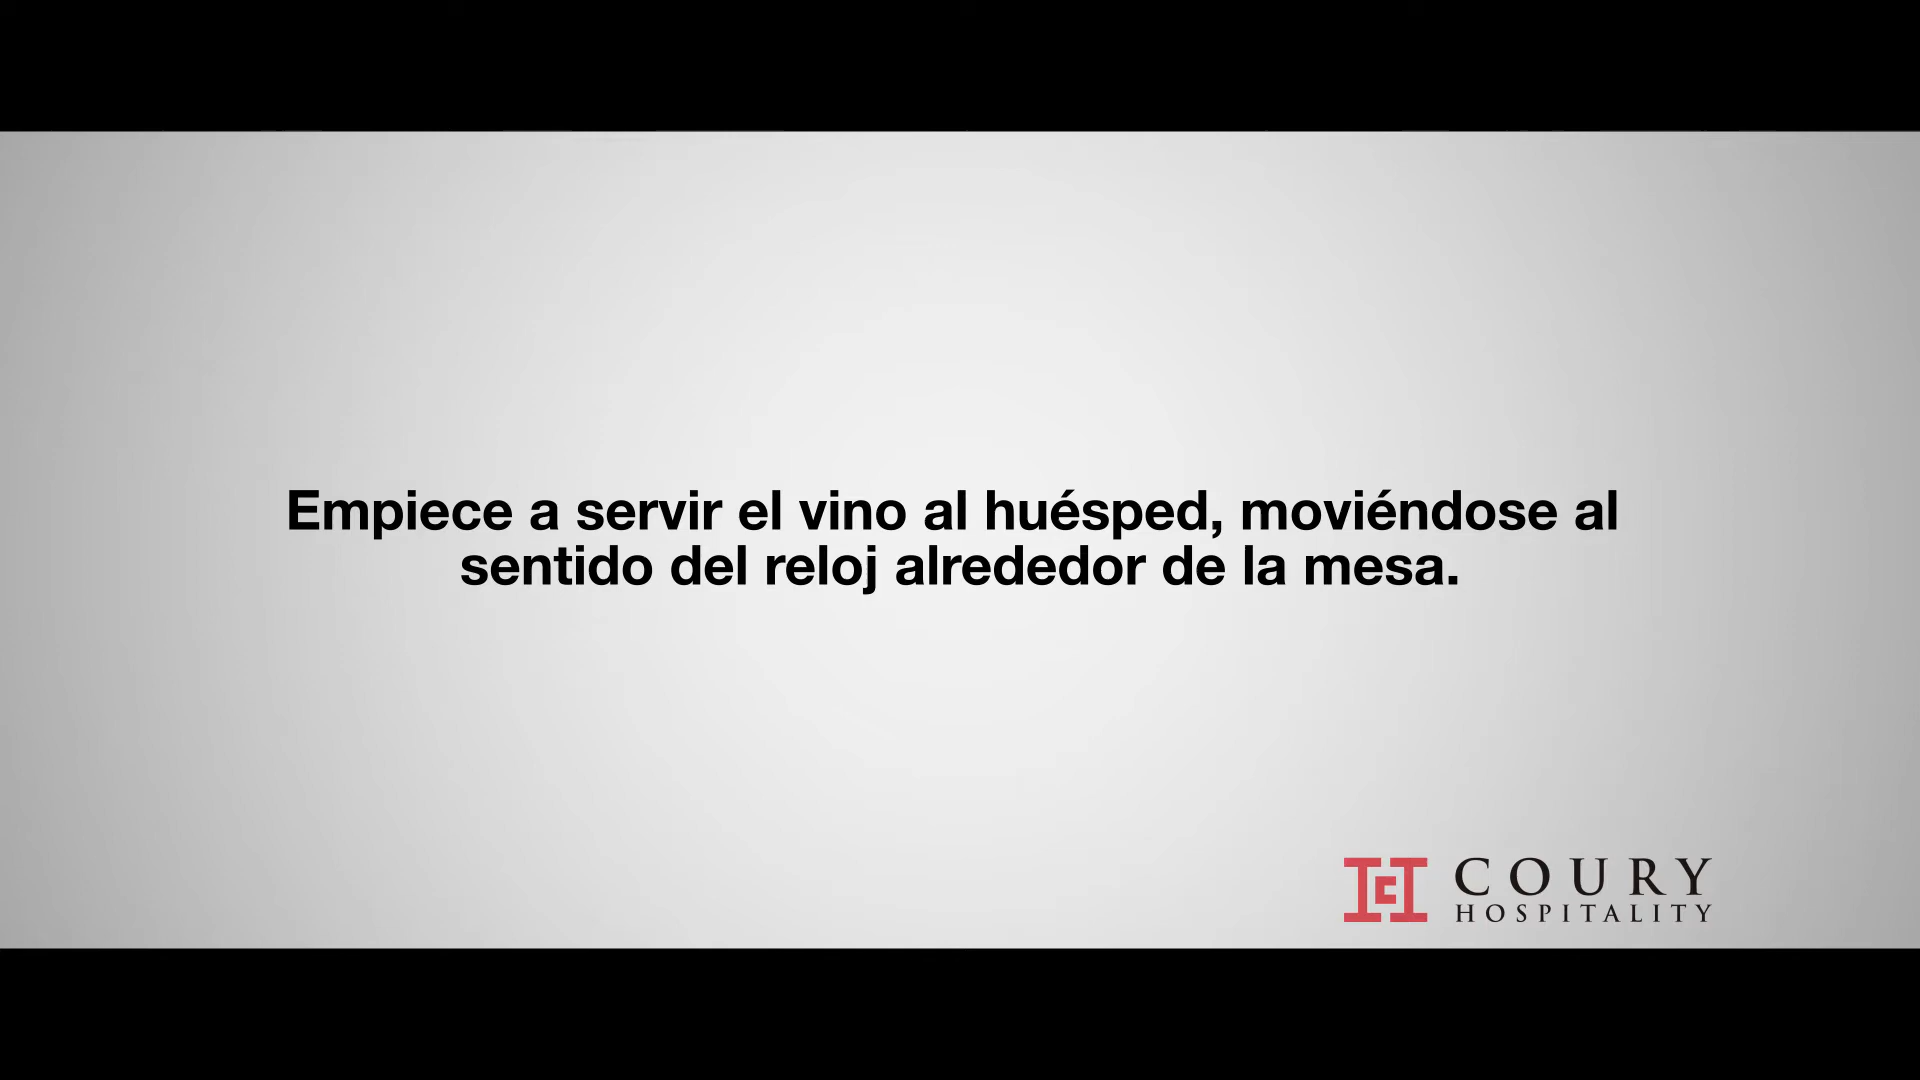 Empiece a servir el vino al huésped, moviéndose al
sentido del reloj alrededor de la mesa.
COURY
HOSPITALITY